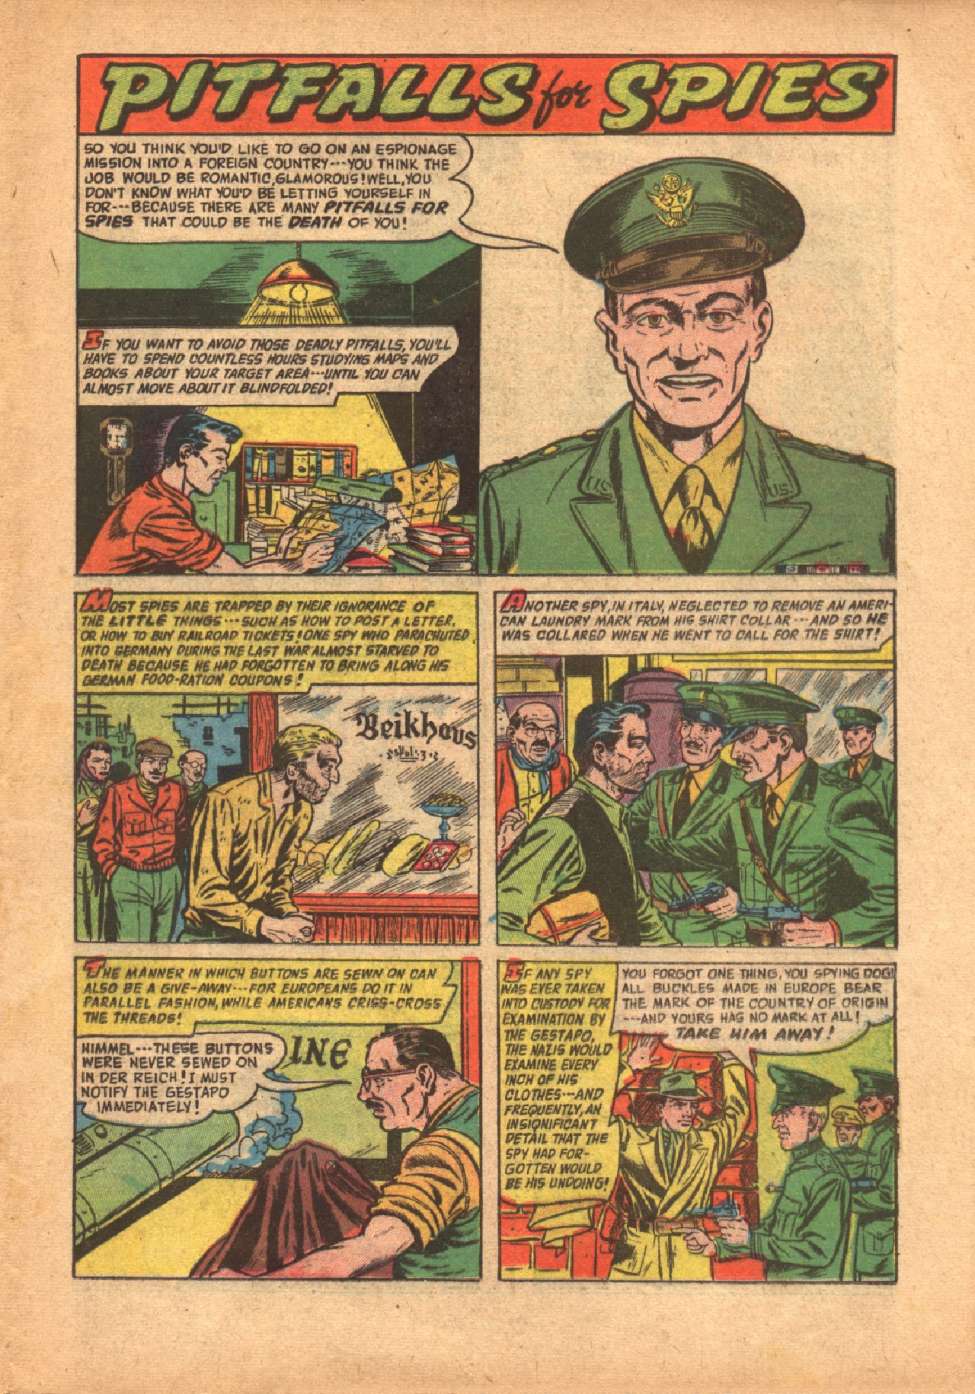 PITFALLS for SPIES
SO YOU THINK YOU'D LIKE TO GO ON AN ESPIONAGE
MISSION INTO A FOREIGN COUNTRY---YOU THINK THE
JOB WOULD BE ROMANTIC, GLAMOROUS! WELL, YOU
DON'T KNOW WHAT YOU'D BE LETTING YOURSELF IN
FOR---BECAUSE THERE ARE MANY PITFALLS FOR
SPIES THAT COULD BE THE DEATH OF YOU!
IF YOU WANT TO AVOID THOSE DEADLY PITFALLS, YOU'LL
HAVE TO SPEND COUNTLESS HOURS STUDYING MAPS AND
BOOKS ABOUT YOUR TARGET AREA---UNTIL YOU CAN
ALMOST MOVE ABOUT IT BLINDFOLDED!
US
US
MOST SPIES ARE TRAPPED BY THEIR IGNORANCE OF
THE LITTLE THINGS---SUCH AS HOW TO POST A LETTER,
OR HOW TO BUY RAILROAD TICKETS! ONE SPY WHO PARACHUTED
INTO GERMANY DURING THE LAST WAR ALMOST STARVED TO
DEATH BECAUSE HE HAD FORGOTTEN TO BRING ALONG HIS
GERMAN FOOD-RATION COUPONS!
Beikhous
ANOTHER SPY, IN ITALY, NEGLECTED TO REMOVE AN AMERI-
CAN LAUNDRY MARK FROM HIS SHIRT COLLAR---AND SO HE
WAS COLLARED WHEN HE WENT TO CALL FOR THE SHIRT!
THE MANNER IN WHICH BUTTONS ARE SEWN ON CAN
ALSO BE A GIVE-AWAY---FOR EUROPEANS DO IT IN
PARALLEL FASHION, WHILE AMERICANS CRISS-CROSS
THE THREADS!
HIMMEL---THESE BUTTONS
WERE NEVER SEWED ON
IN DER REICH! I MUST
NOTIFY THE GESTAPO
IMMEDIATELY!
INE
IF ANY SPY
WAS EVER TAKEN
INTO CUSTODY FOR
EXAMINATION BY
THE GESTAPO,
THE NAZIS WOULD
EXAMINE EVERY
INCH OF HIS
CLOTHES---AND
FREQUENTLY, AN
INSIGNIFICANT
DETAIL THAT THE
SPY HAD FOR-
GOTTEN WOULD
BE HIS UNDOING!
YOU FORGOT ONE THING, YOU SPYING DOG!
ALL BUCKLES MADE IN EUROPE BEAR
THE MARK OF THE COUNTRY OF ORIGIN
---AND YOURS HAS NO MARK AT ALL!
TAKE HIM AWAY!